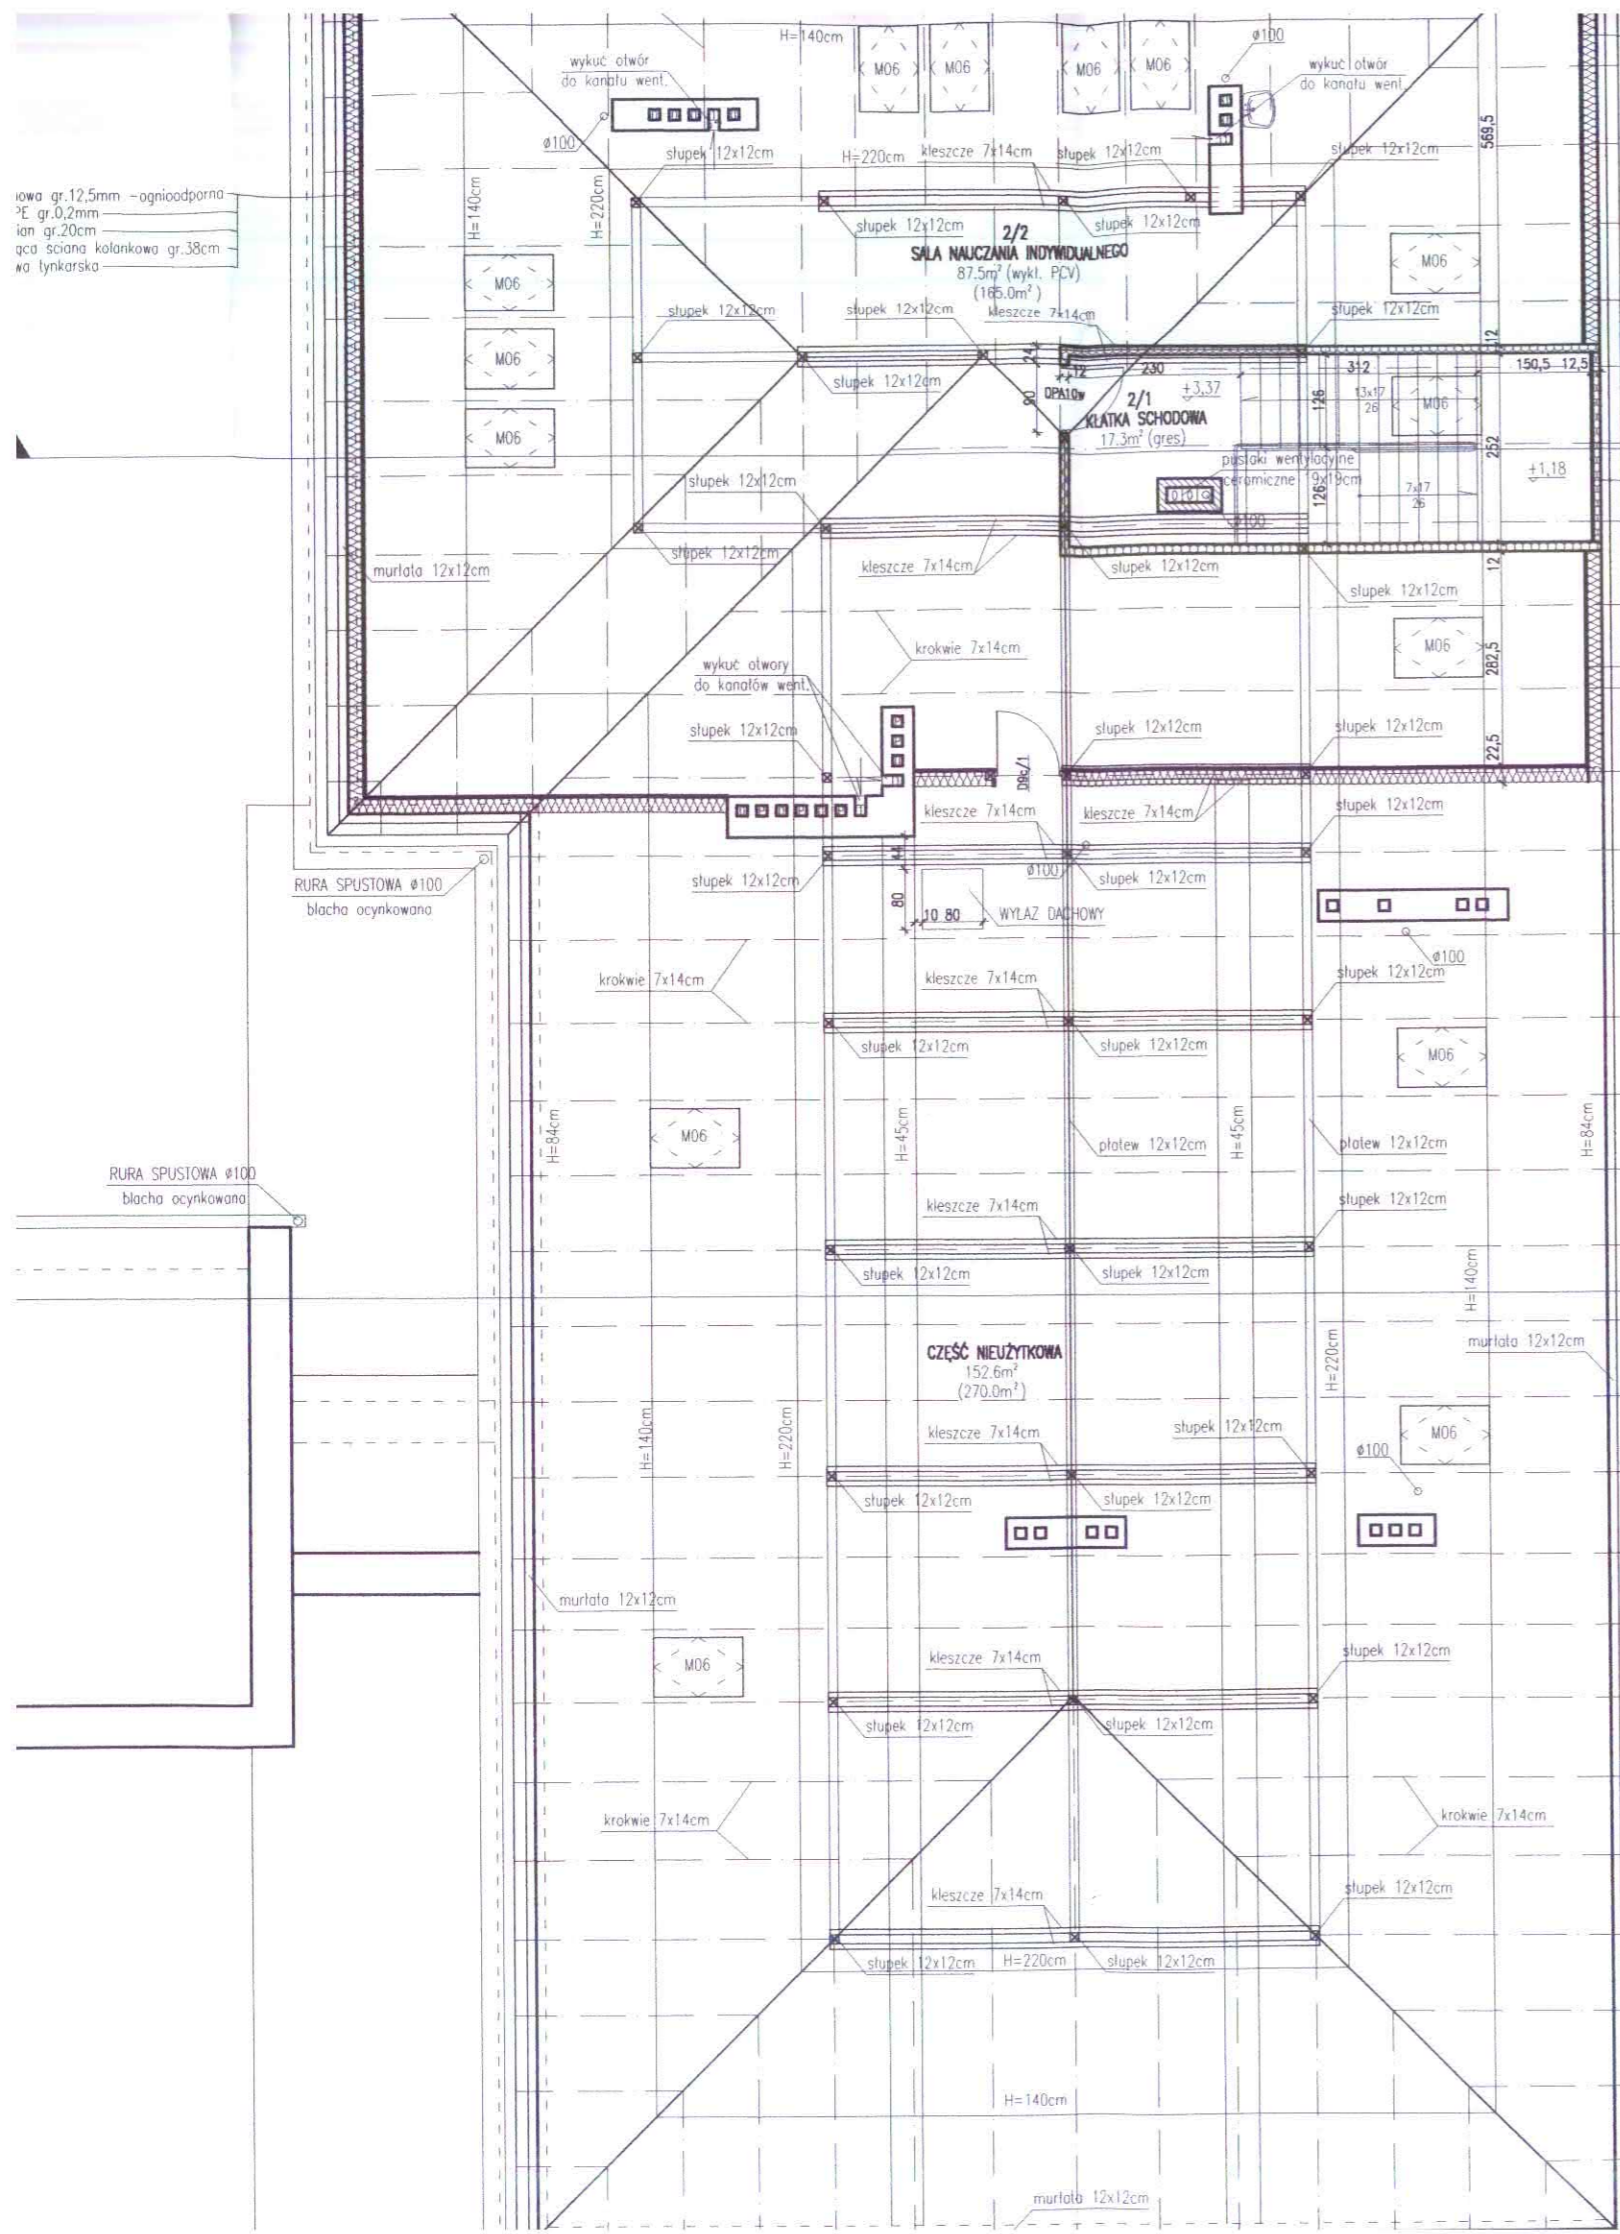 H=140cm
M06
M06
M06
M06
ø100
wykuć otwór
do kanału went.
wykuć otwór
do kanału went.
ø100
słupek 12x12cm
H=220cm
kleszcze 7x14cm
słupek 12x12cm
słupek 12x12cm
569,5
gr.12,5mm -ognioodporna
gr.0,2mm
gr.20cm
ściana kolankowa gr.38cm
tynkarska
H=140cm
H=220cm
słupek 12x12cm
słupek 12x12cm
2/2
SALA NAUCZANIA INDYWIDUALNEGO
87.5m² (wykł. PCV)
(165.0m²)
M06
M06
słupek 12x12cm
słupek 12x12cm
kleszcze 7x14cm
słupek 12x12cm
12
M06
słupek 12x12cm
24
12
230
312
150,5
12,5
90
DPA10w
+3,37
2/1
KLATKA SCHODOWA
17.3m² (gres)
126
13x17
26
M06
252
M06
pustaki wentylacyjne
ceramiczne 19x19cm
±1,18
słupek 12x12cm
126
7x17
26
ø100
słupek 12x12cm
murłata 12x12cm
kleszcze 7x14cm
słupek 12x12cm
12
słupek 12x12cm
krokwie 7x14cm
M06
282,5
wykuć otwory
do kanałów went.
słupek 12x12cm
słupek 12x12cm
słupek 12x12cm
22,5
D9c/1
kleszcze 7x14cm
kleszcze 7x14cm
słupek 12x12cm
44
RURA SPUSTOWA ø100
blacha ocynkowana
słupek 12x12cm
ø100
słupek 12x12cm
80
10 80
WYŁAZ DACHOWY
ø100
krokwie 7x14cm
kleszcze 7x14cm
słupek 12x12cm
słupek 12x12cm
słupek 12x12cm
M06
H=84cm
M06
H=45cm
płatew 12x12cm
H=45cm
płatew 12x12cm
H=84cm
RURA SPUSTOWA ø100
blacha ocynkowana
kleszcze 7x14cm
słupek 12x12cm
słupek 12x12cm
słupek 12x12cm
H=140cm
CZĘŚĆ NIEUŻYTKOWA
152.6m²
(270.0m²)
H=220cm
murłata 12x12cm
H=140cm
H=220cm
kleszcze 7x14cm
słupek 12x12cm
M06
ø100
słupek 12x12cm
słupek 12x12cm
murłata 12x12cm
M06
kleszcze 7x14cm
słupek 12x12cm
słupek 12x12cm
słupek 12x12cm
krokwie 7x14cm
krokwie 7x14cm
kleszcze 7x14cm
słupek 12x12cm
słupek 12x12cm
H=220cm
słupek 12x12cm
H=140cm
murłata 12x12cm